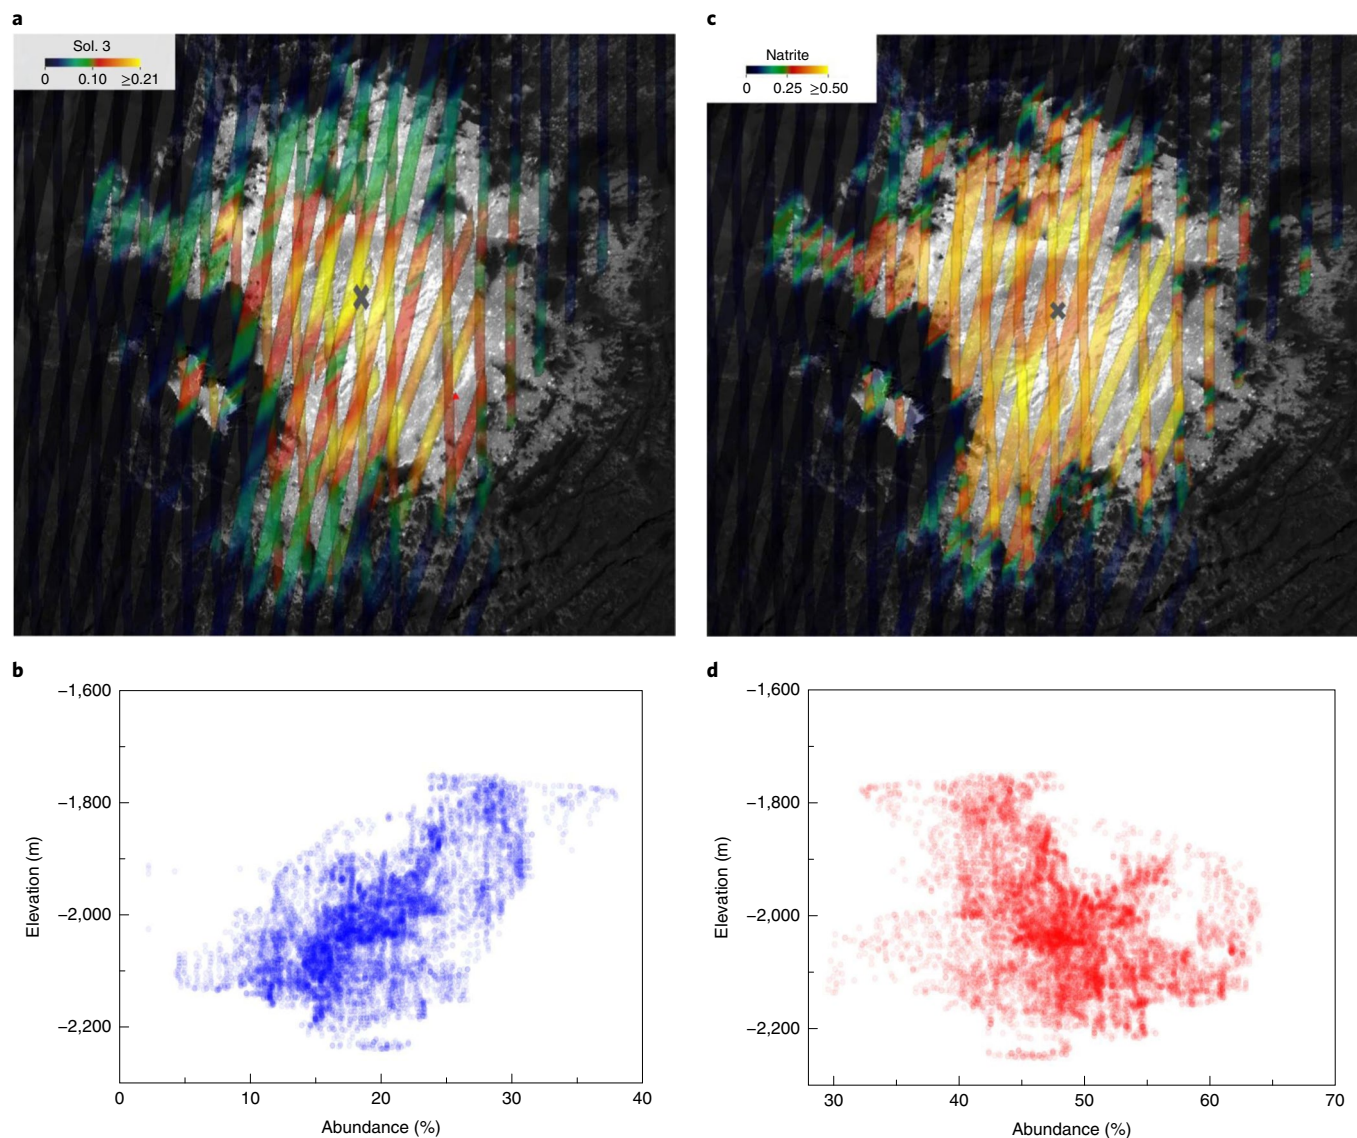 a
Sol. 3
0 0.10 ≥0.21
c
Natrite
0 0.25 ≥0.50
b
−1,600
−1,800
−2,000
−2,200
Elevation (m)
0 10 20 30 40
Abundance (%)
d
−1,600
−1,800
−2,000
−2,200
Elevation (m)
30 40 50 60 70
Abundance (%)